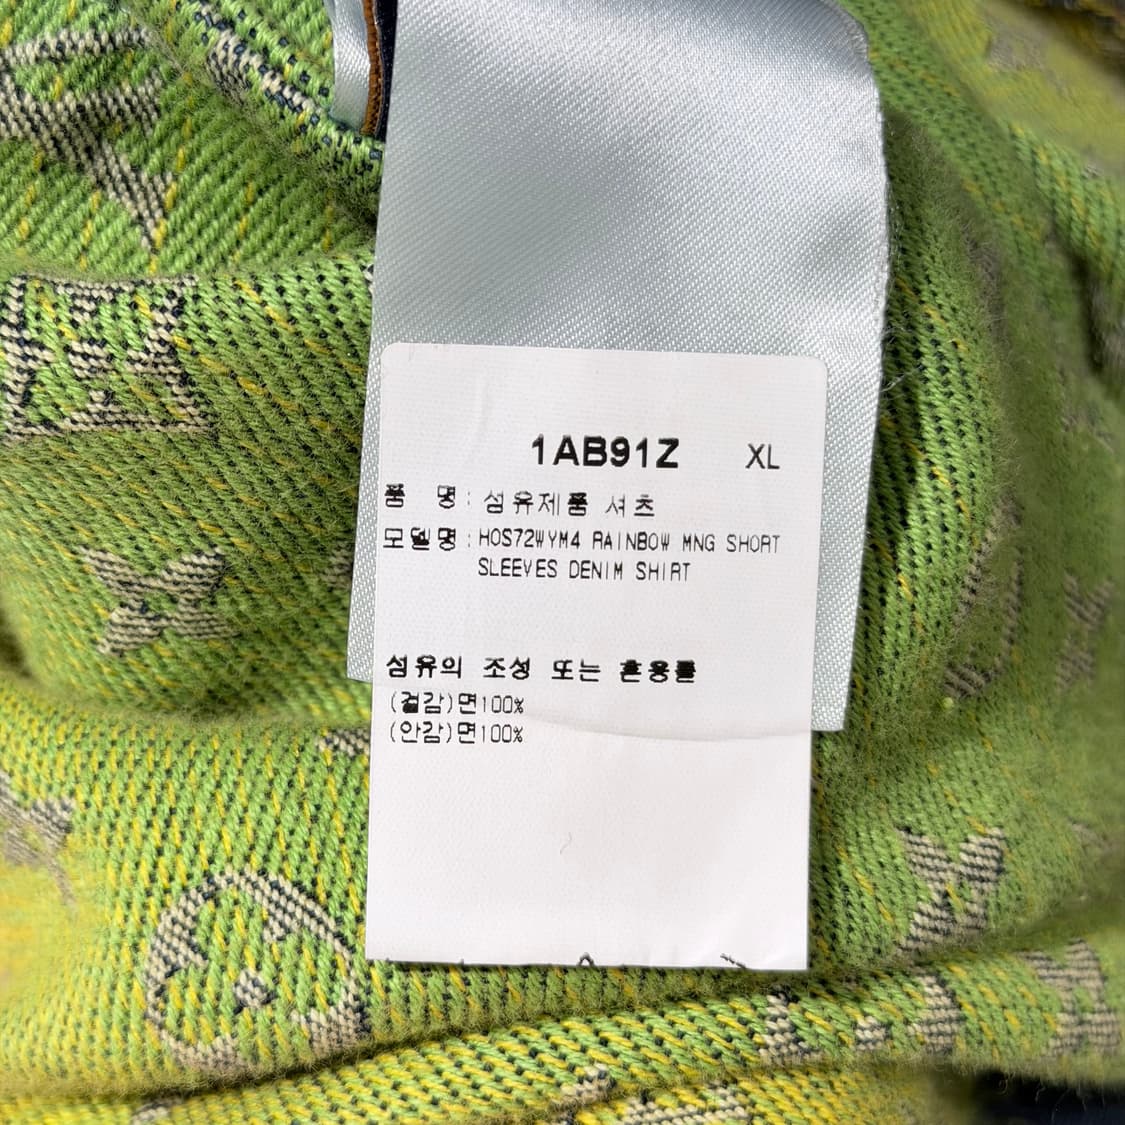 1AB91Z XL
품 명: 섬유제품 셔츠
모델명: HOS72WYM4 RAINBOW MNG SHORT
SLEEVES DENIM SHIRT
섬유의 조성 또는 혼용률
(겉감)면100%
(안감)면100%